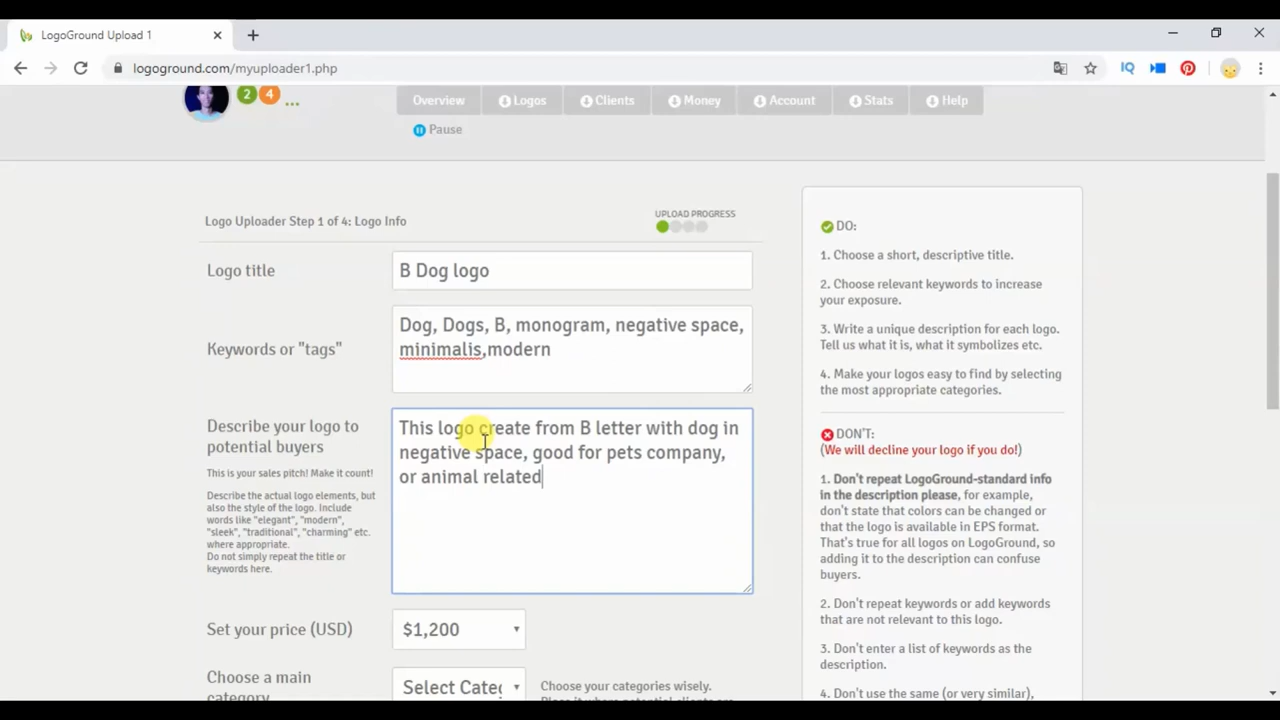 LogoGround Upload 1
logoground.com/myuploader1.php
IQ
2 4 ...
Overview Logos Clients Money Account Stats Help
Pause
Logo Uploader Step 1 of 4: Logo Info
UPLOAD PROGRESS
Logo title
B Dog logo
Keywords or "tags"
Dog, Dogs, B, monogram, negative space,
minimalis,modern
Describe your logo to
potential buyers
This is your sales pitch! Make it count!
Describe the actual logo elements, but
also the style of the logo. Include
words like "elegant", "modern",
"sleek", "traditional", "charming" etc.
where appropriate.
Do not simply repeat the title or
keywords here.
This logo create from B letter with dog in
negative space, good for pets company,
or animal related
Set your price (USD)
$1,200
Choose a main
category
Select Categ
Choose your categories wisely.
Place it where potential clients are
DO:
1. Choose a short, descriptive title.
2. Choose relevant keywords to increase
your exposure.
3. Write a unique description for each logo.
Tell us what it is, what it symbolizes etc.
4. Make your logos easy to find by selecting
the most appropriate categories.
DON'T:
(We will decline your logo if you do!)
1. Don't repeat LogoGround-standard info
in the description please, for example,
don't state that colors can be changed or
that the logo is available in EPS format.
That's true for all logos on LogoGround, so
adding it to the description can confuse
buyers.
2. Don't repeat keywords or add keywords
that are not relevant to this logo.
3. Don't enter a list of keywords as the
description.
4. Don't use the same (or very similar),